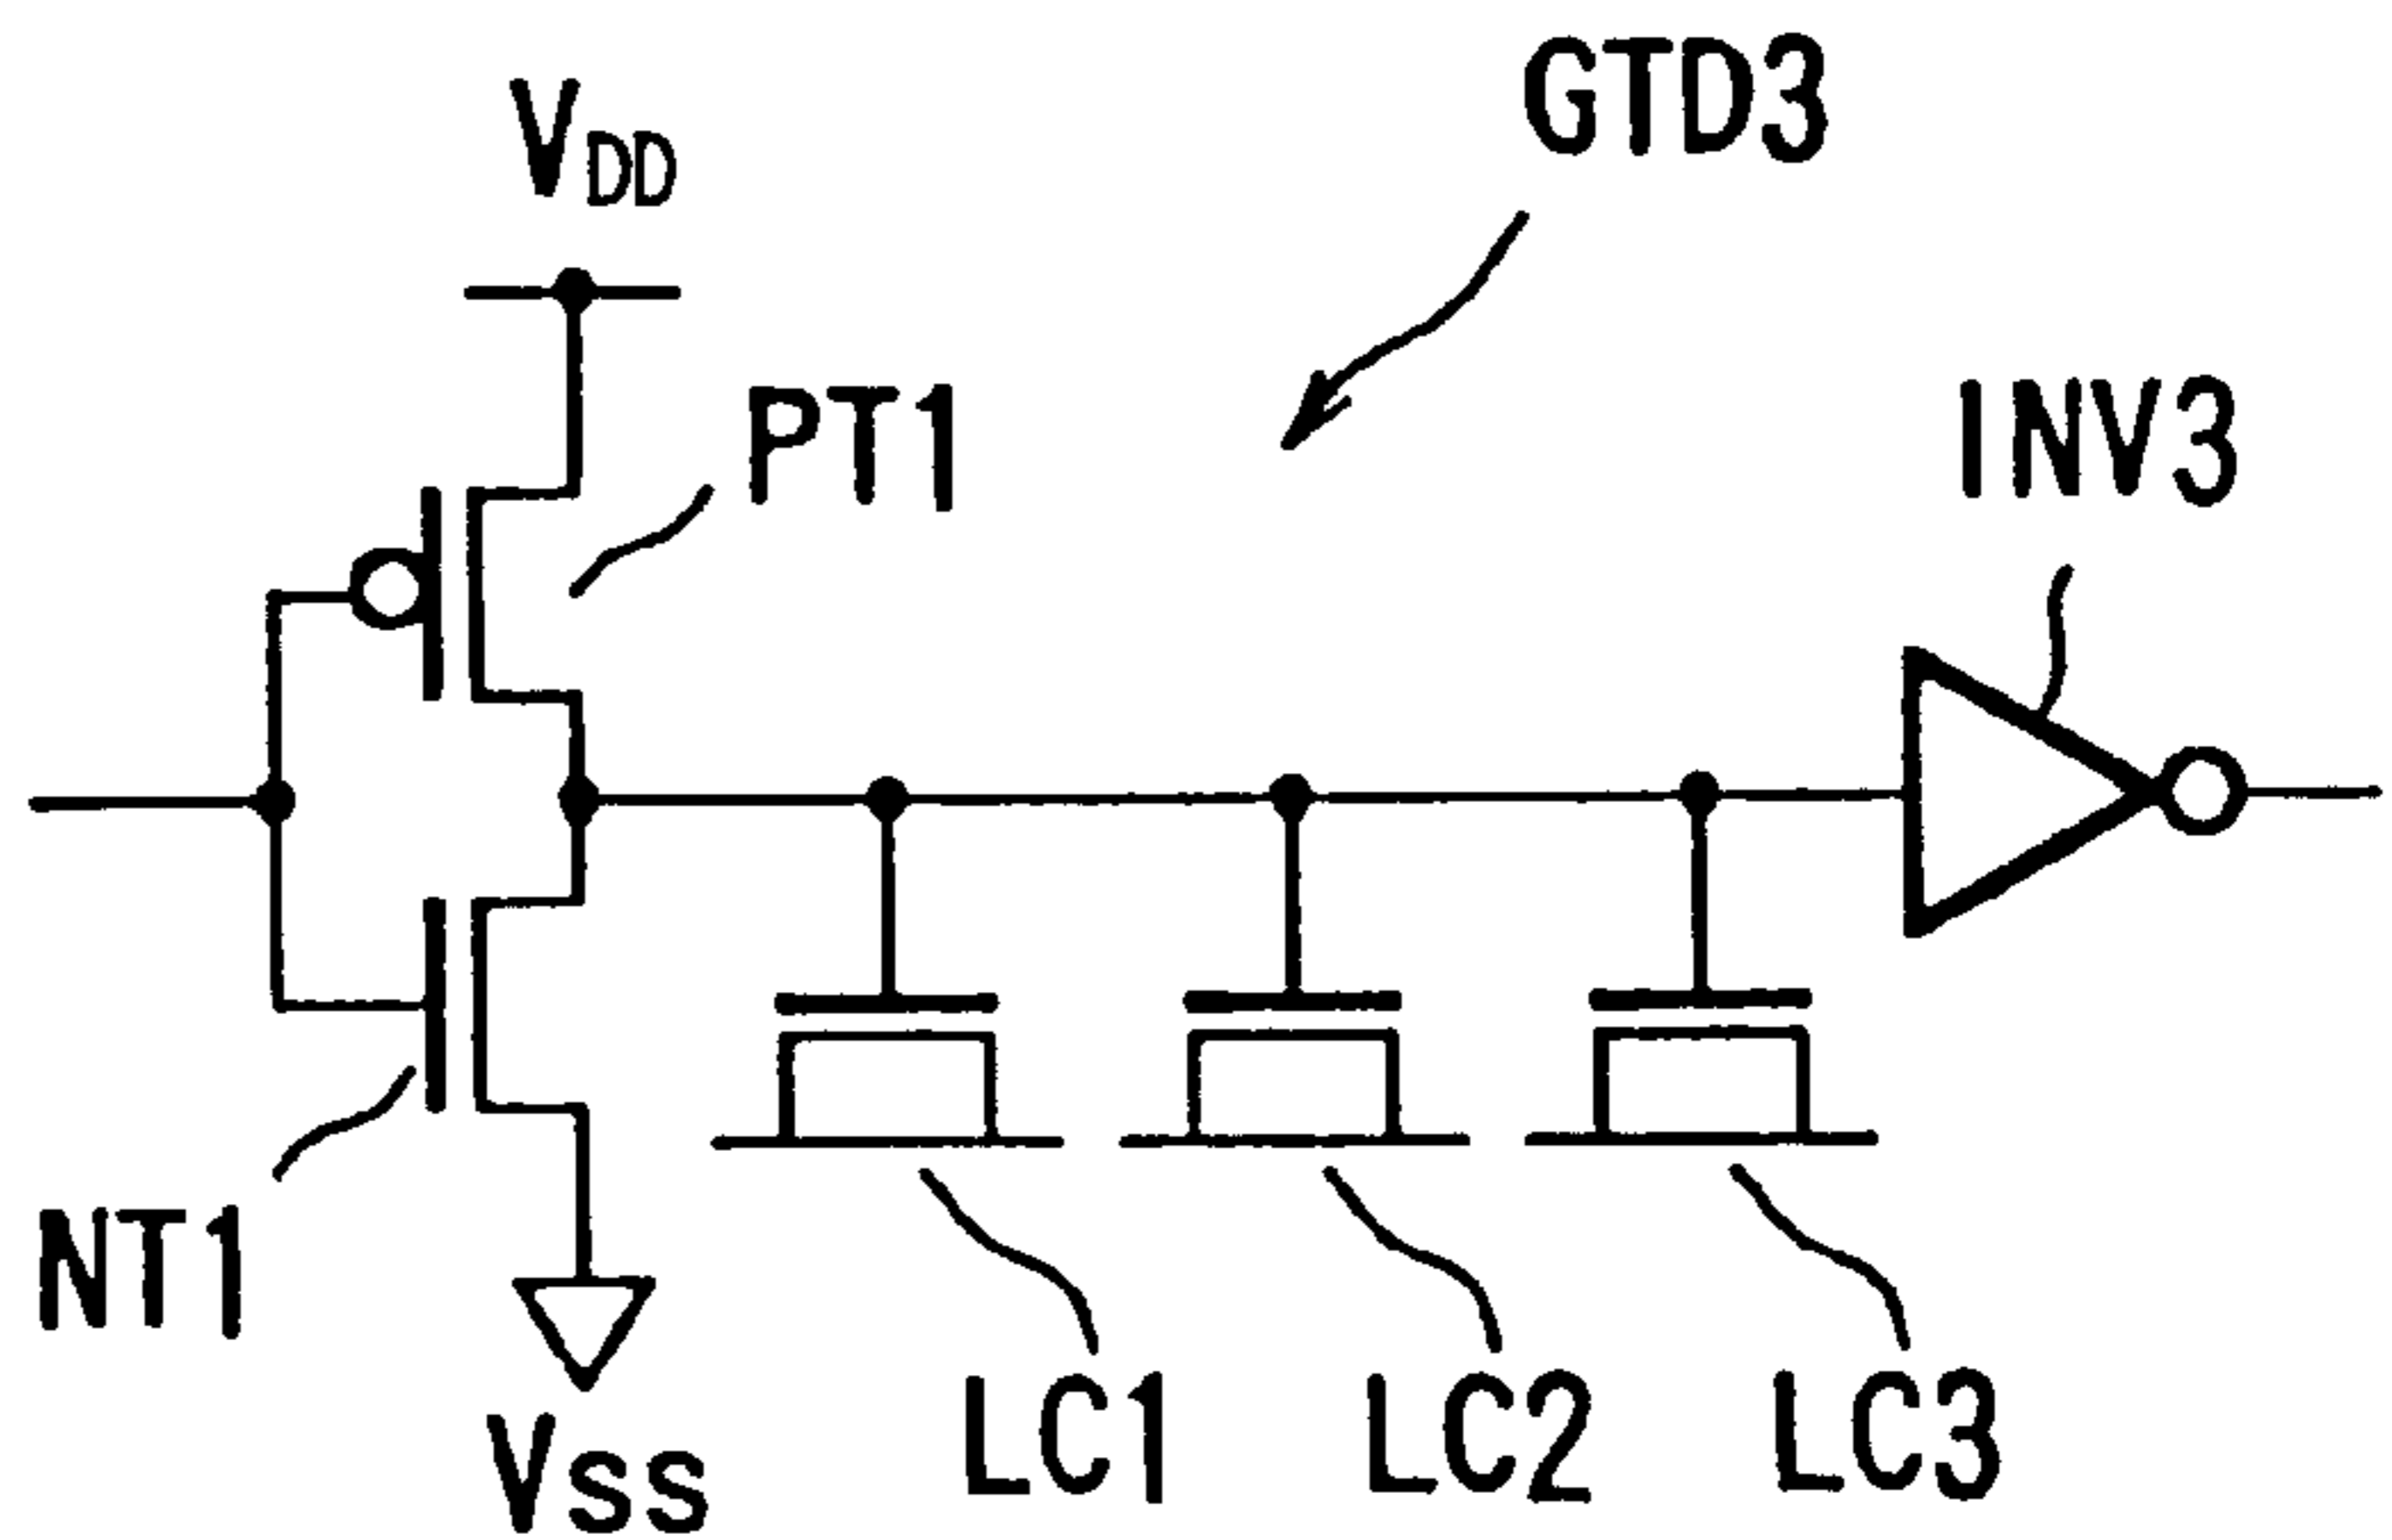 GTD3
VDD
PT1
INV3
NT1
LC1
LC2
LC3
VSS